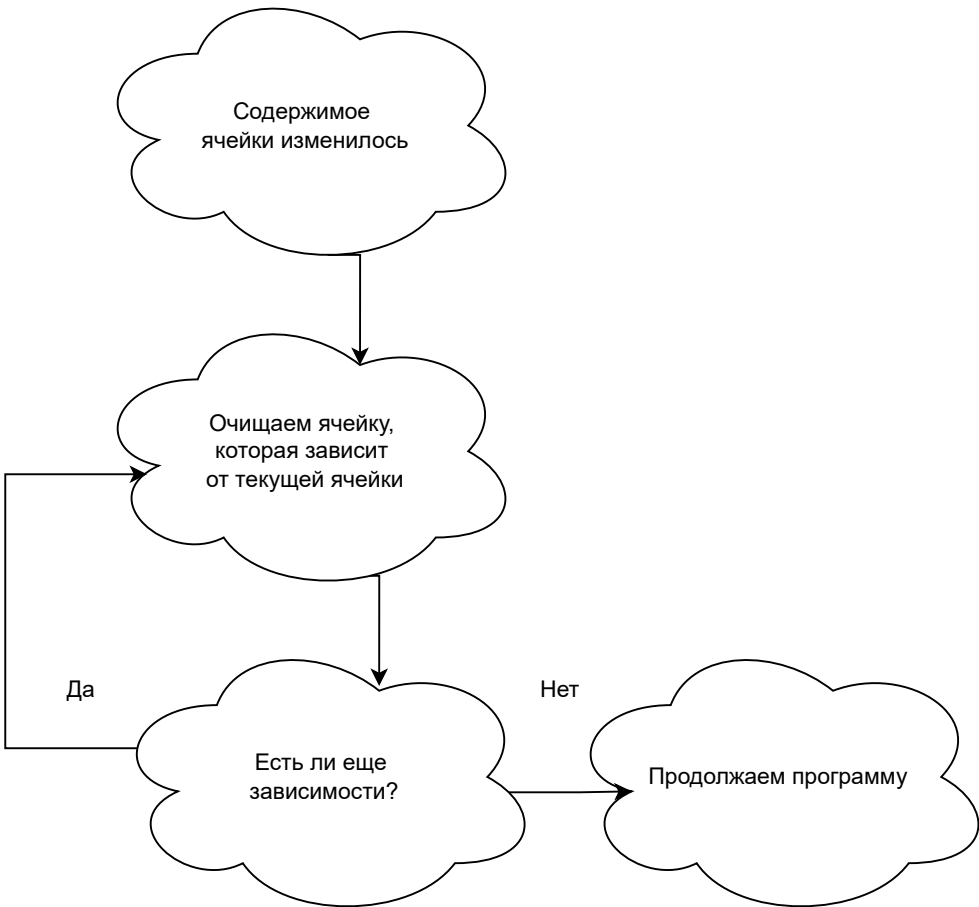 Содержимое
ячейки изменилось
Очищаем ячейку,
которая зависит
от текущей ячейки
Да
Нет
Есть ли еще
зависимости?
Продолжаем программу